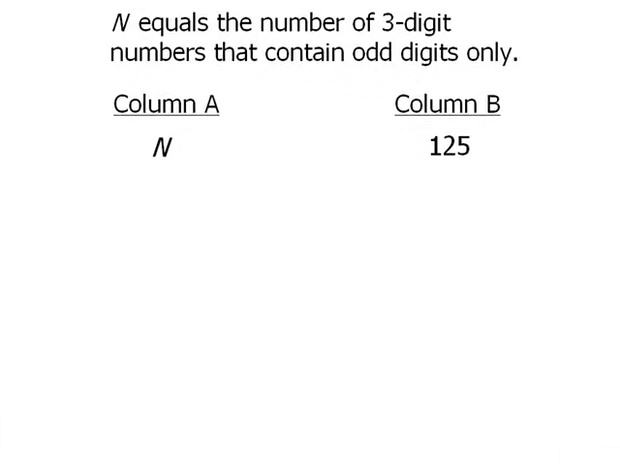 N equals the number of 3-digit
numbers that contain odd digits only.
Column A Column B
N 125